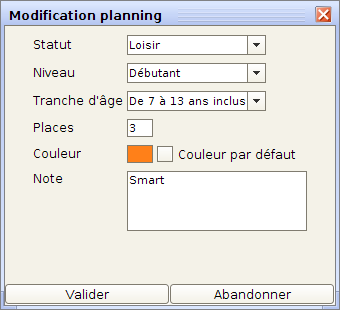 Modification planning
Statut Loisir
Niveau Débutant
Tranche d'âge De 7 à 13 ans inclus
Places 3
Couleur Couleur par défaut
Note Smart
Valider Abandonner